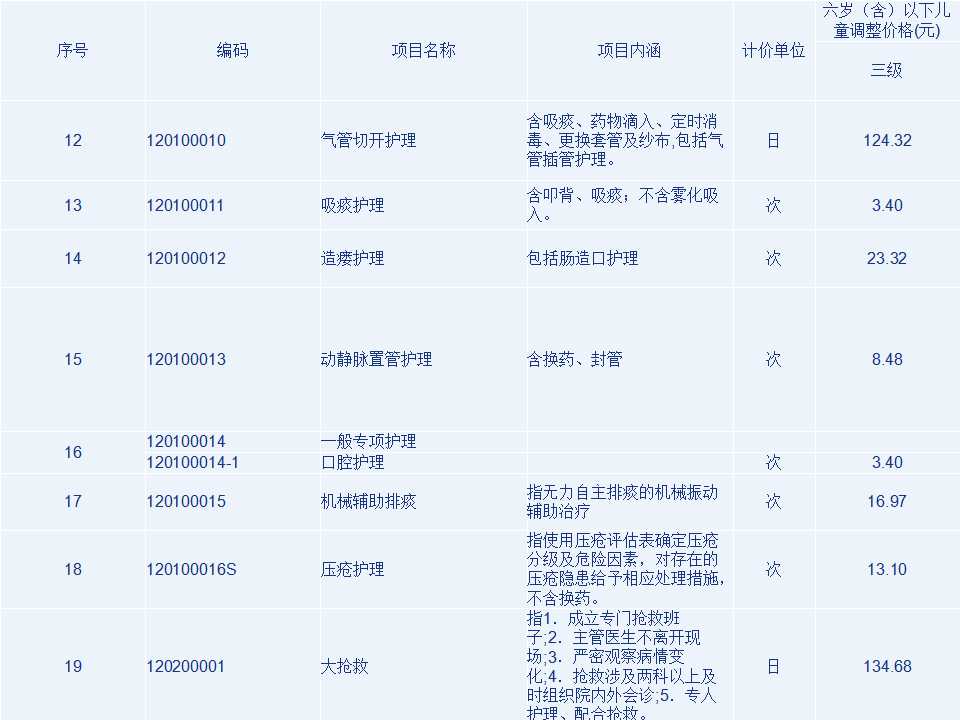 序号
编码
项目名称
项目内涵
计价单位
六岁（含）以下儿
童调整价格(元)
三级
12
120100010
气管切开护理
含吸痰、药物滴入、定时消
毒、更换套管及纱布,包括气
管插管护理。
日
124.32
13
120100011
吸痰护理
含叩背、吸痰；不含雾化吸
入。
次
3.40
14
120100012
造瘘护理
包括肠造口护理
次
23.32
15
120100013
动静脉置管护理
含换药、封管
次
8.48
16
120100014
一般专项护理
120100014-1
口腔护理
次
3.40
17
120100015
机械辅助排痰
指无力自主排痰的机械振动
辅助治疗
次
16.97
18
120100016S
压疮护理
指使用压疮评估表确定压疮
分级及危险因素，对存在的
压疮隐患给予相应处理措施，
不含换药。
次
13.10
19
120200001
大抢救
指1．成立专门抢救班
子;2．主管医生不离开现
场;3．严密观察病情变
化;4．抢救涉及两科以上及
时组织院内外会诊;5．专人
护理、配合抢救。
日
134.68